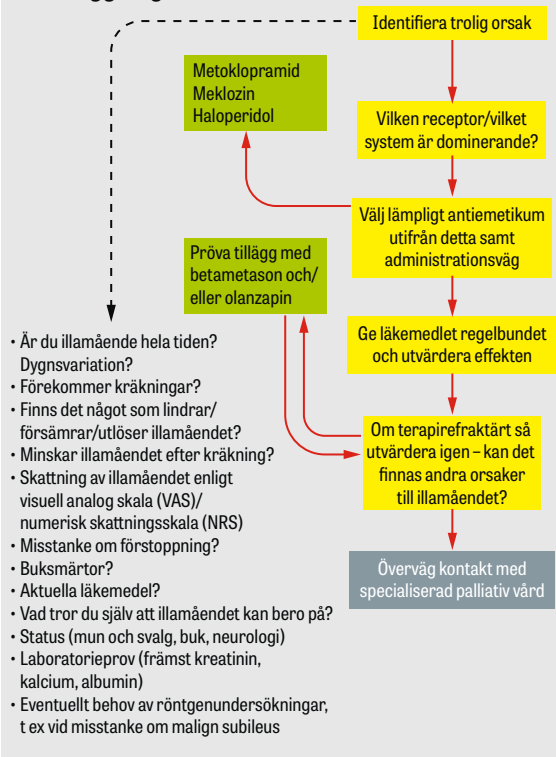 Identifiera trolig orsak
Metoklopramid
Meklozin
Haloperidol
Vilken receptor/vilket
system är dominerande?
Välj lämpligt antiemetikum
utifrån detta samt
administrationsväg
Pröva tillägg med
betametason och/
eller olanzapin
Ge läkemedlet regelbundet
och utvärdera effekten
Om terapirefraktärt så
utvärdera igen – kan det
finnas andra orsaker
till illamåendet?
Överväg kontakt med
specialiserad palliativ vård
• Är du illamående hela tiden?
Dygnsvariation?
• Förekommer kräkningar?
• Finns det något som lindrar/
försämrar/utlöser illamåendet?
• Minskar illamåendet efter kräkning?
• Skattning av illamåendet enligt
visuell analog skala (VAS)/
numerisk skattningsskala (NRS)
• Misstanke om förstoppning?
• Buksmärtor?
• Aktuella läkemedel?
• Vad tror du själv att illamåendet kan bero på?
• Status (mun och svalg, buk, neurologi)
• Laboratorieprov (främst kreatinin,
kalcium, albumin)
• Eventuellt behov av röntgenundersökningar,
t ex vid misstanke om malign subileus